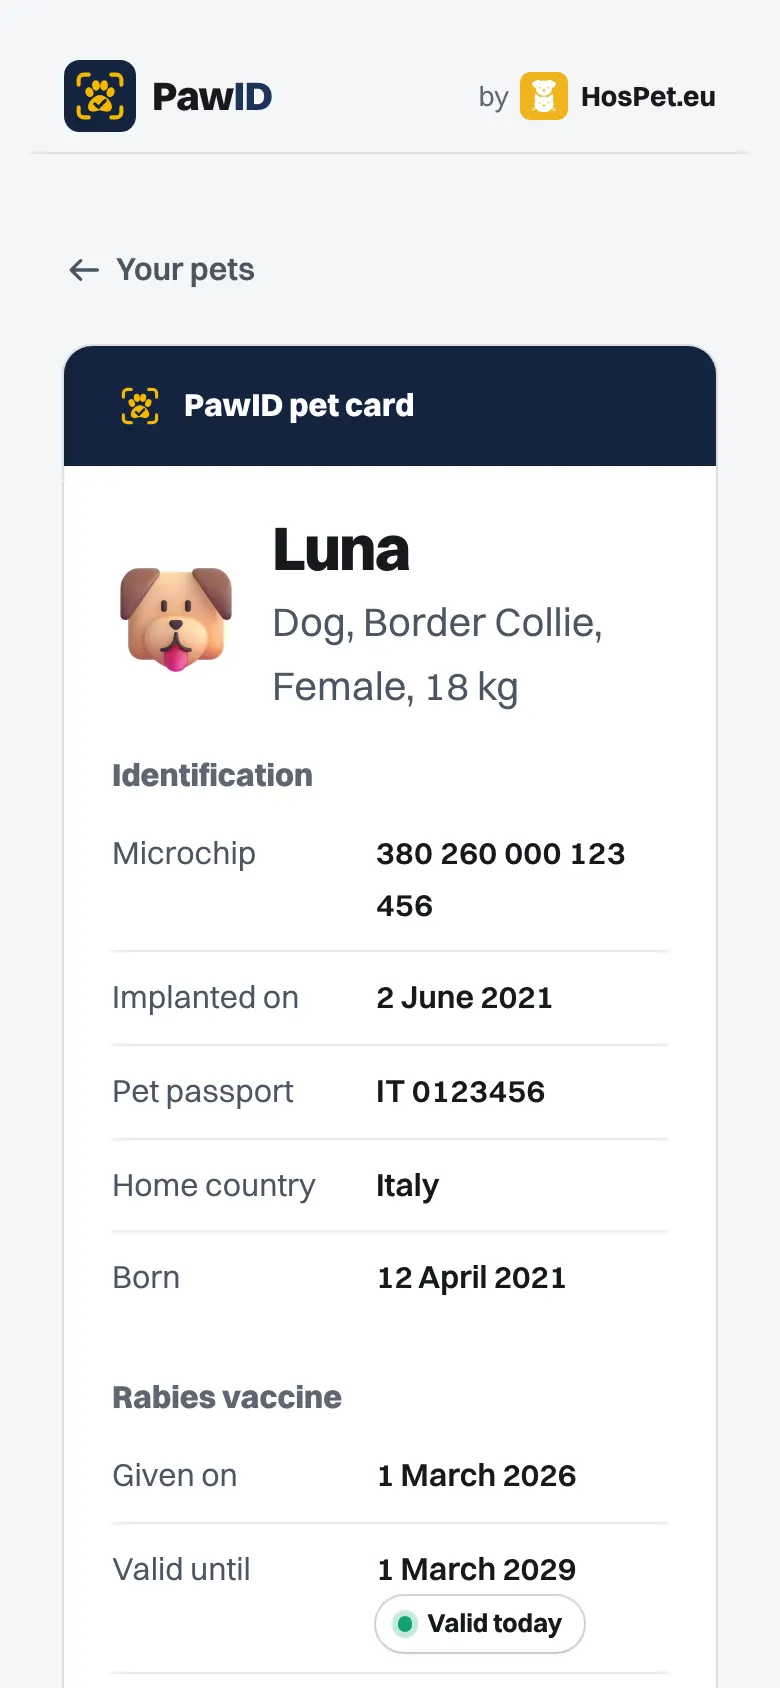 PawID
by HosPet.eu
← Your pets
PawID pet card
Luna
Dog, Border Collie,
Female, 18 kg
Identification
Microchip 380 260 000 123
456
Implanted on 2 June 2021
Pet passport IT 0123456
Home country Italy
Born 12 April 2021
Rabies vaccine
Given on 1 March 2026
Valid until 1 March 2029
Valid today